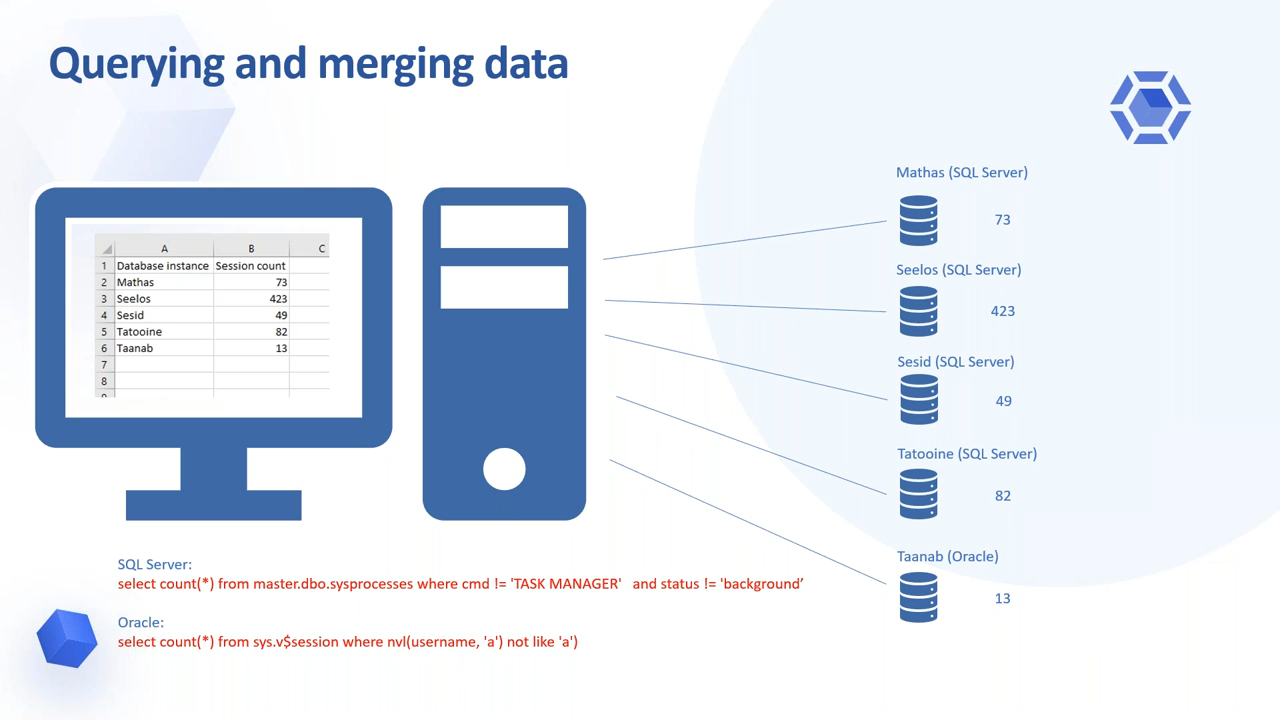 Querying and merging data
A B C
1 Database instance Session count
2 Mathas 73
3 Seelos 423
4 Sesid 49
5 Tatooine 82
6 Taanab 13
7
8
Mathas (SQL Server)
73
Seelos (SQL Server)
423
Sesid (SQL Server)
49
Tatooine (SQL Server)
82
Taanab (Oracle)
13
SQL Server:
select count(*) from master.dbo.sysprocesses where cmd != 'TASK MANAGER' and status != 'background’
Oracle:
select count(*) from sys.v$session where nvl(username, 'a') not like 'a')